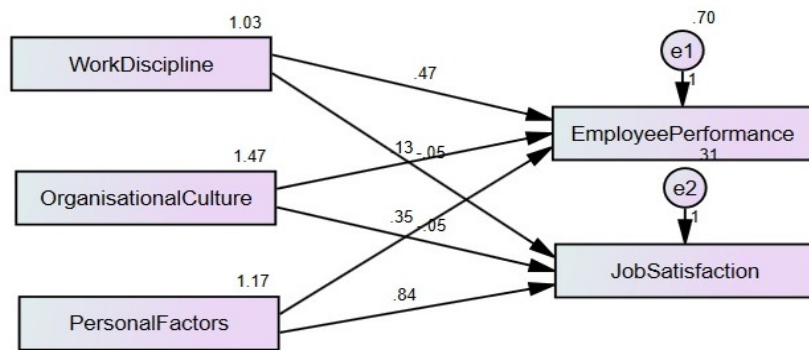 1.03
WorkDiscipline
.70
e1
1
.47
EmployeePerformance
.13
-.05
1.47
OrganisationalCulture
.31
e2
1
.35
-.05
JobSatisfaction
1.17
PersonalFactors
.84